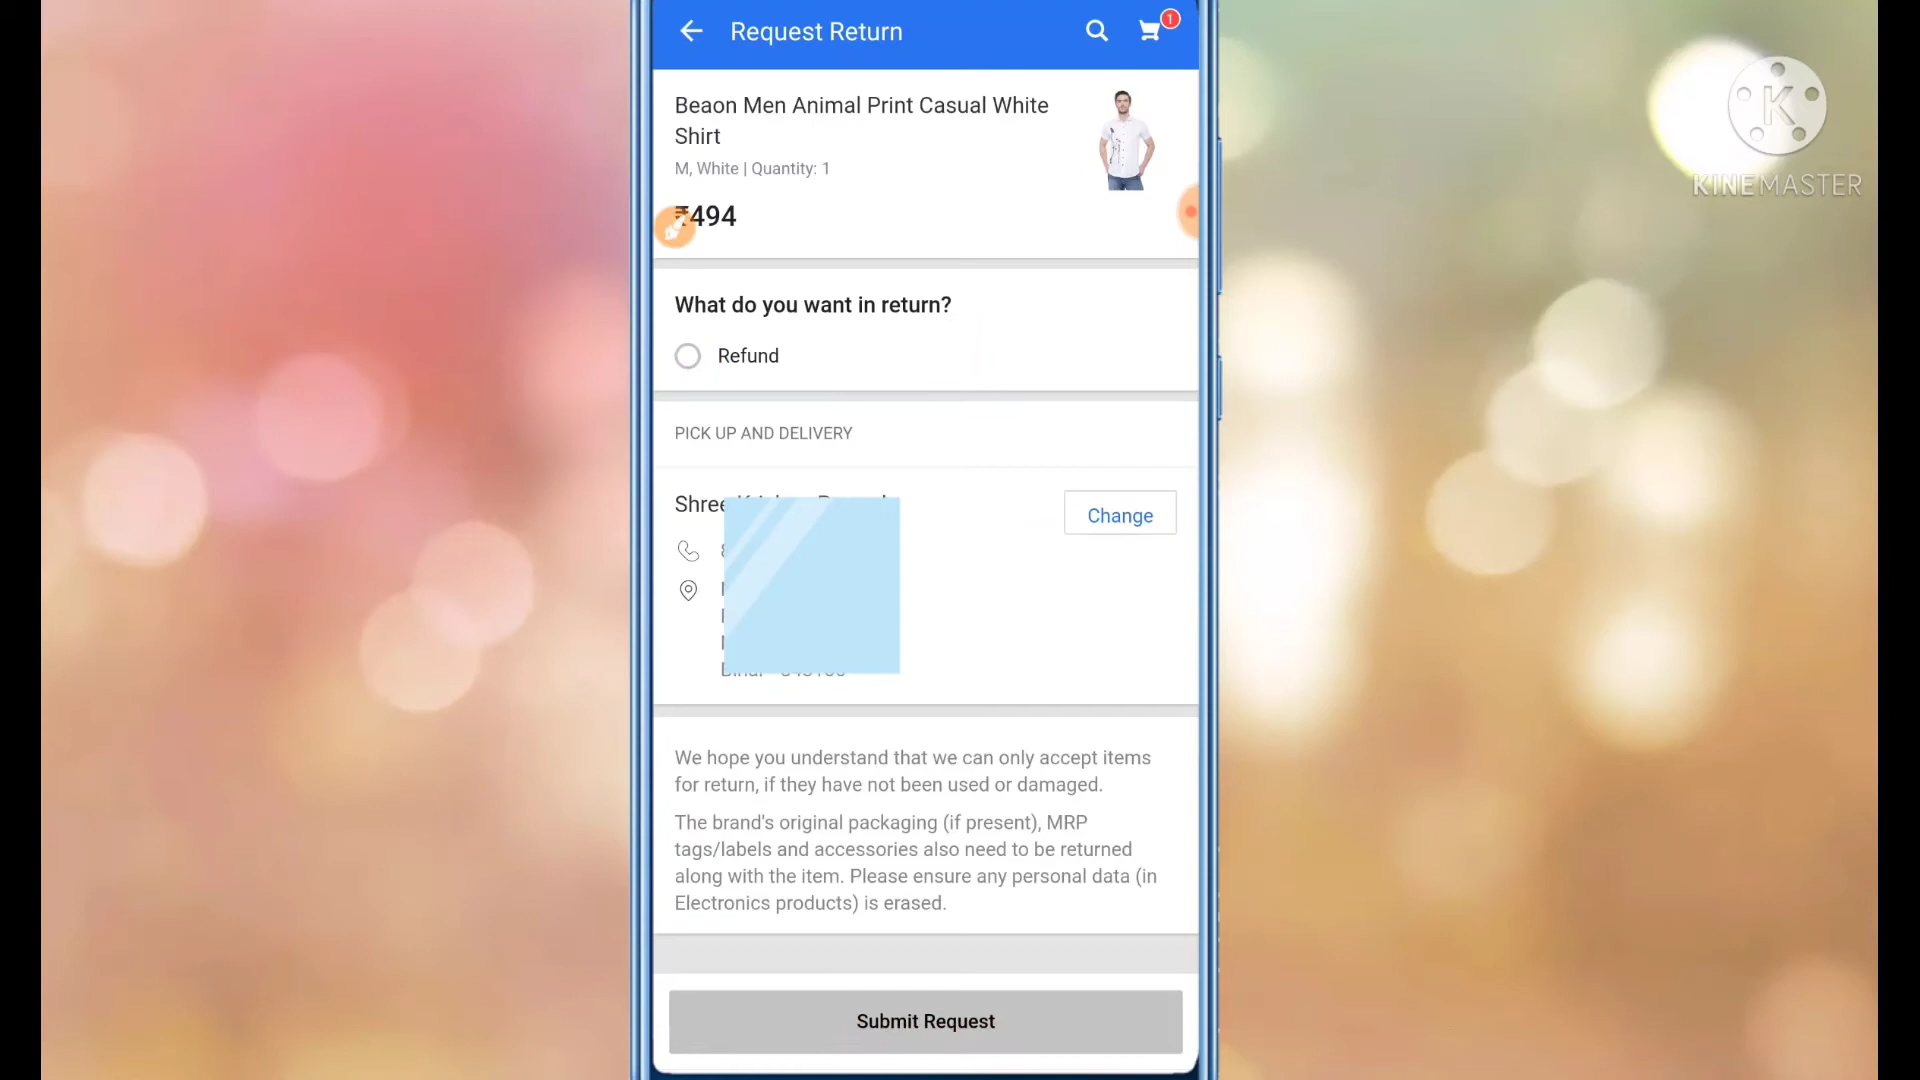 Request Return
1
Beaon Men Animal Print Casual White
Shirt
M, White | Quantity: 1
₹494
KINEMASTER
What do you want in return?
Refund
PICK UP AND DELIVERY
Shree
Change
We hope you understand that we can only accept items
for return, if they have not been used or damaged.
The brand's original packaging (if present), MRP
tags/labels and accessories also need to be returned
along with the item. Please ensure any personal data (in
Electronics products) is erased.
Submit Request